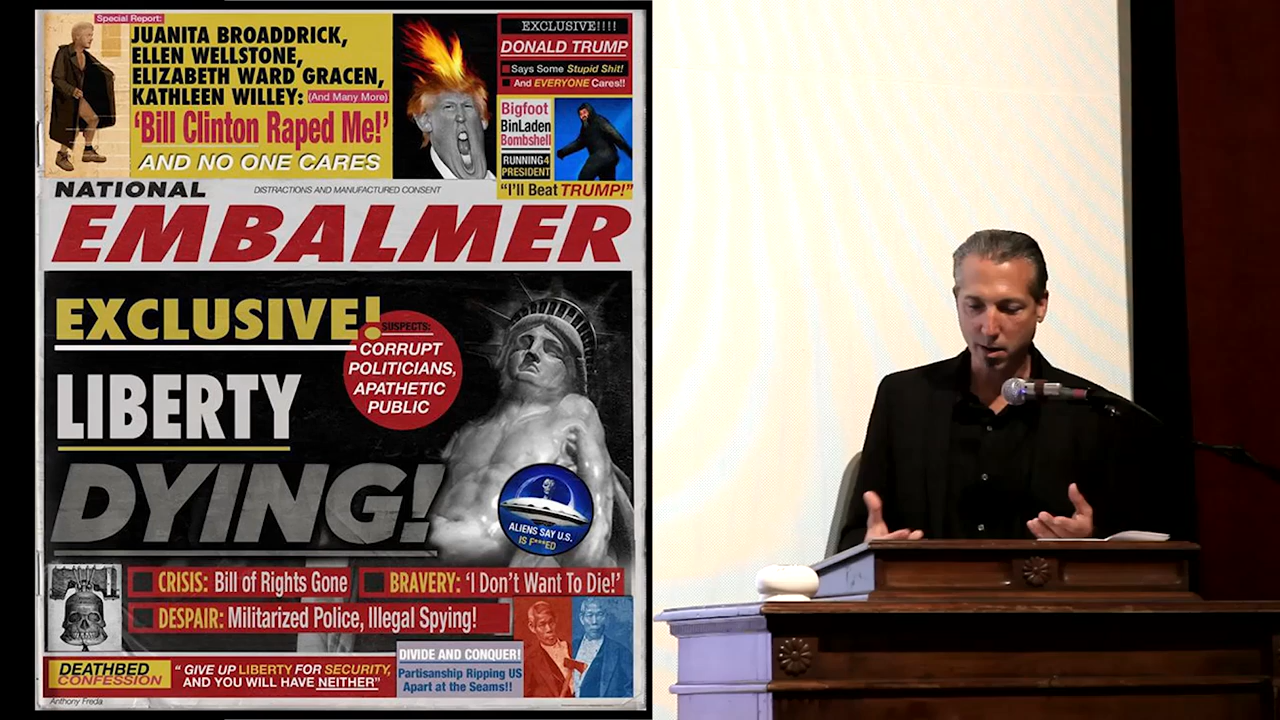 Special Report:
JUANITA BROADDRICK,
ELLEN WELLSTONE,
ELIZABETH WARD GRACEN,
KATHLEEN WILLEY: (And Many More)
‘Bill Clinton Raped Me!’
AND NO ONE CARES
EXCLUSIVE!!!!
DONALD TRUMP
Says Some Stupid Shit!
And EVERYONE Cares!!
Bigfoot
BinLaden
Bombshell
RUNNING4
PRESIDENT
“I’ll Beat TRUMP!”
NATIONAL
DISTRACTIONS AND MANUFACTURED CONSENT
EMBALMER
EXCLUSIVE!
SUSPECTS:
CORRUPT
POLITICIANS,
APATHETIC
PUBLIC
LIBERTY
DYING!
ALIENS SAY U.S.
IS F***ED
CRISIS: Bill of Rights Gone
BRAVERY: ‘I Don’t Want To Die!’
DESPAIR: Militarized Police, Illegal Spying!
DIVIDE AND CONQUER!
Partisanship Ripping US
Apart at the Seams!!
DEATHBED
CONFESSION
“ GIVE UP LIBERTY FOR SECURITY,
AND YOU WILL HAVE NEITHER”
Anthony Freda